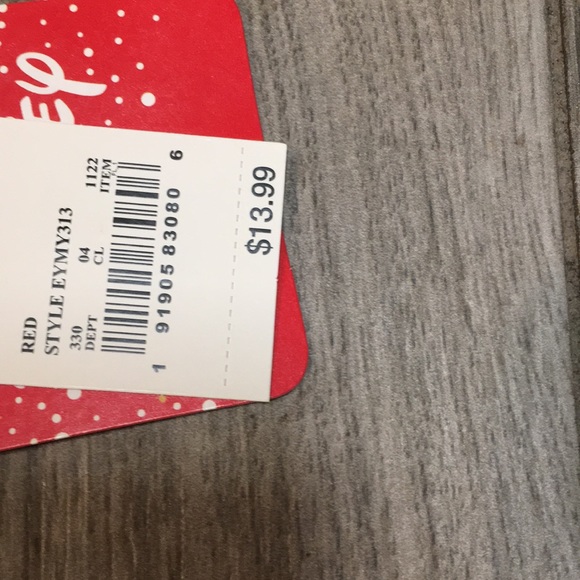 RED
STYLE EYMY313
330 04 1122
DEPT CL ITEM
1 91905 83080 6
$13.99